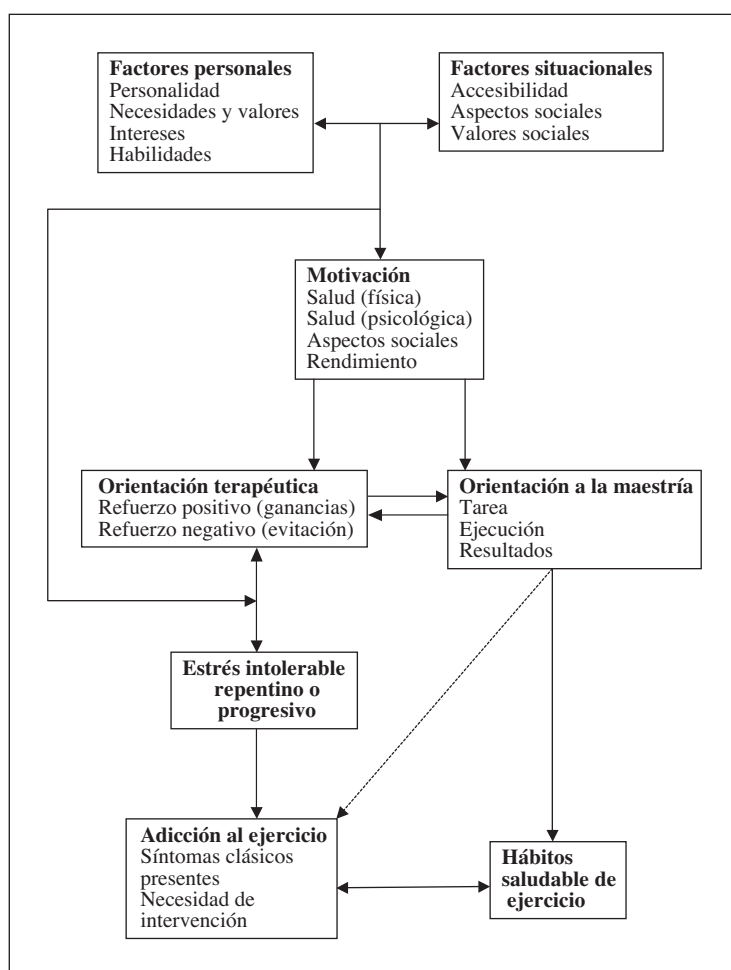 Factores personales
Personalidad
Necesidades y valores
Intereses
Habilidades
Factores situacionales
Accesibilidad
Aspectos sociales
Valores sociales
Motivación
Salud (física)
Salud (psicológica)
Aspectos sociales
Rendimiento
Orientación terapéutica
Refuerzo positivo (ganancias)
Refuerzo negativo (evitación)
Orientación a la maestría
Tarea
Ejecución
Resultados
Estrés intolerable
repentino o
progresivo
Adicción al ejercicio
Síntomas clásicos
presentes
Necesidad de
intervención
Hábitos
saludable de
ejercicio